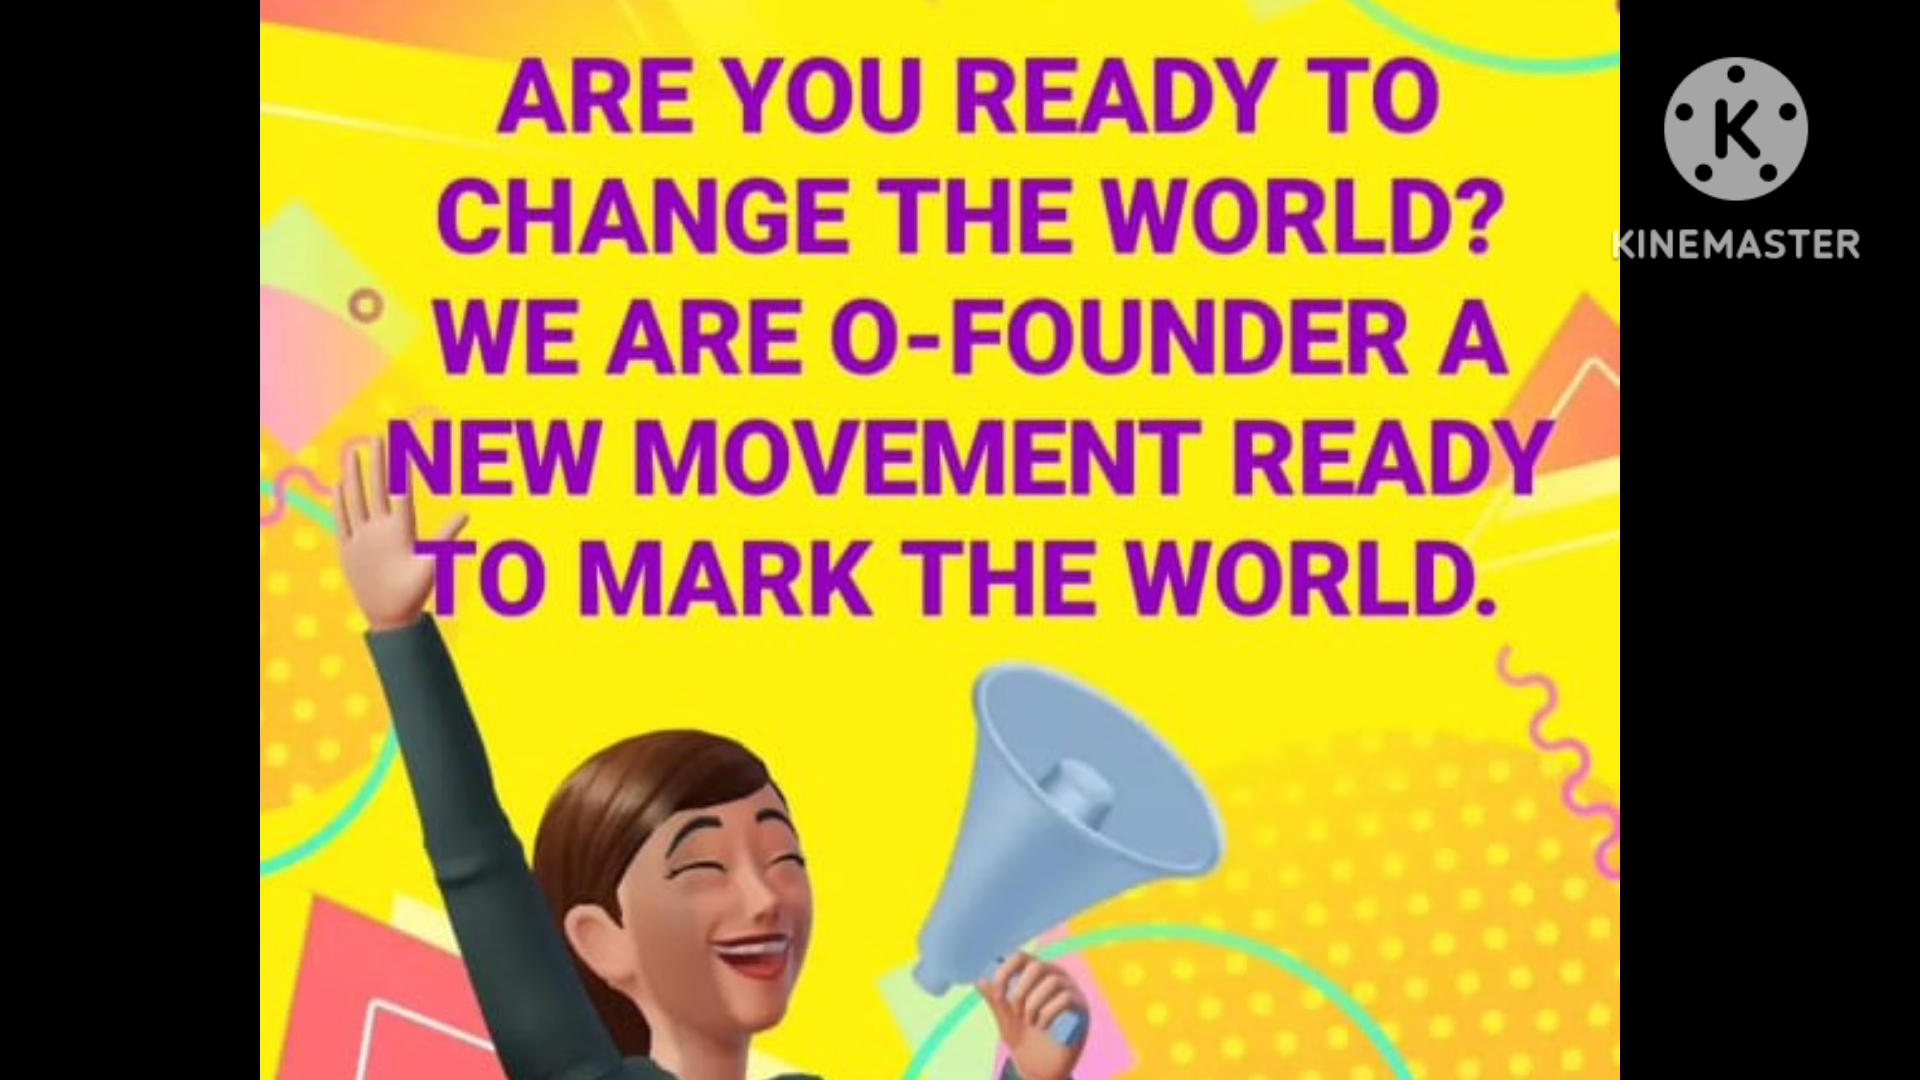 ARE YOU READY TO
CHANGE THE WORLD?
WE ARE O-FOUNDER A
NEW MOVEMENT READY
TO MARK THE WORLD.
K
KINEMASTER